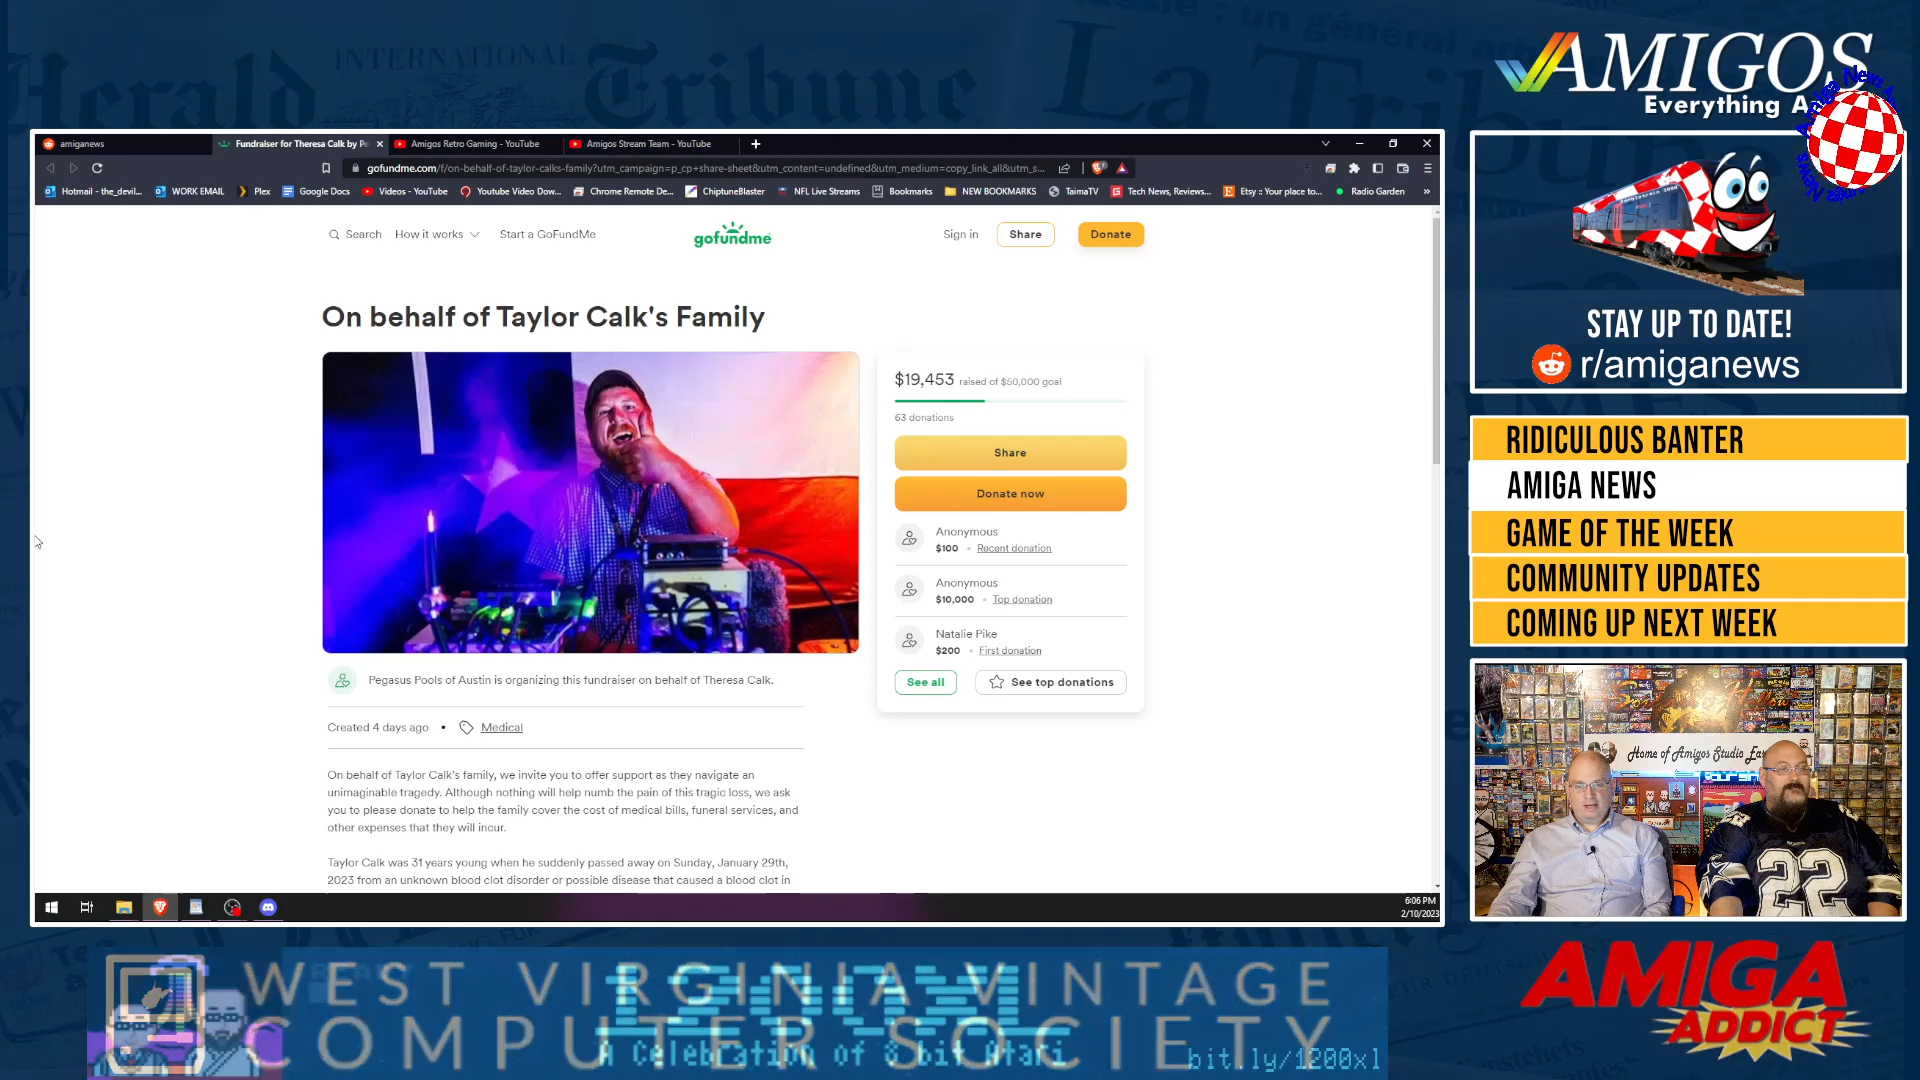 Herald
INTERNATIONAL
Tribune
AMIGOS
Everything A
amiganews
Fundraiser for Theresa Calk by Pe
Amigos Retro Gaming - YouTube
Amigos Stream Team - YouTube
gofundme.com/f/on-behalf-of-taylor-calks-family?utm_campaign=p_cp+share-sheet&utm_content=undefined&utm_medium=copy_link_all&utm_s...
Hotmail - the_devil...
WORK EMAIL
Plex
Google Docs
Videos - YouTube
Youtube Video Dow...
Chrome Remote De...
ChiptuneBlaster
NFL Live Streams
Bookmarks
NEW BOOKMARKS
TaimaTV
Tech News, Reviews...
Etsy :: Your place to...
Radio Garden
Search
How it works
Start a GoFundMe
gofundme
Sign in
Share
Donate
On behalf of Taylor Calk's Family
$19,453 raised of $50,000 goal
63 donations
Share
Donate now
Anonymous
$100 • Recent donation
Anonymous
$10,000 • Top donation
Natalie Pike
$200 • First donation
See all
See top donations
Pegasus Pools of Austin is organizing this fundraiser on behalf of Theresa Calk.
Created 4 days ago • Medical
On behalf of Taylor Calk's family, we invite you to offer support as they navigate an
unimaginable tragedy. Although nothing will help numb the pain of this tragic loss, we ask
you to please donate to help the family cover the cost of medical bills, funeral services, and
other expenses that they will incur.
Taylor Calk was 31 years young when he suddenly passed away on Sunday, January 29th,
2023 from an unknown blood clot disorder or possible disease that caused a blood clot in
6:06 PM
2/10/2023
STAY UP TO DATE!
r/amiganews
RIDICULOUS BANTER
AMIGA NEWS
GAME OF THE WEEK
COMMUNITY UPDATES
COMING UP NEXT WEEK
Home of Amigos Studio
22
WEST VIRGINIA VINTAGE
COMPUTER SOCIETY
1200XL
A Celebration of 8 bit Atari
bit.ly/1200xl
AMIGA
ADDICT